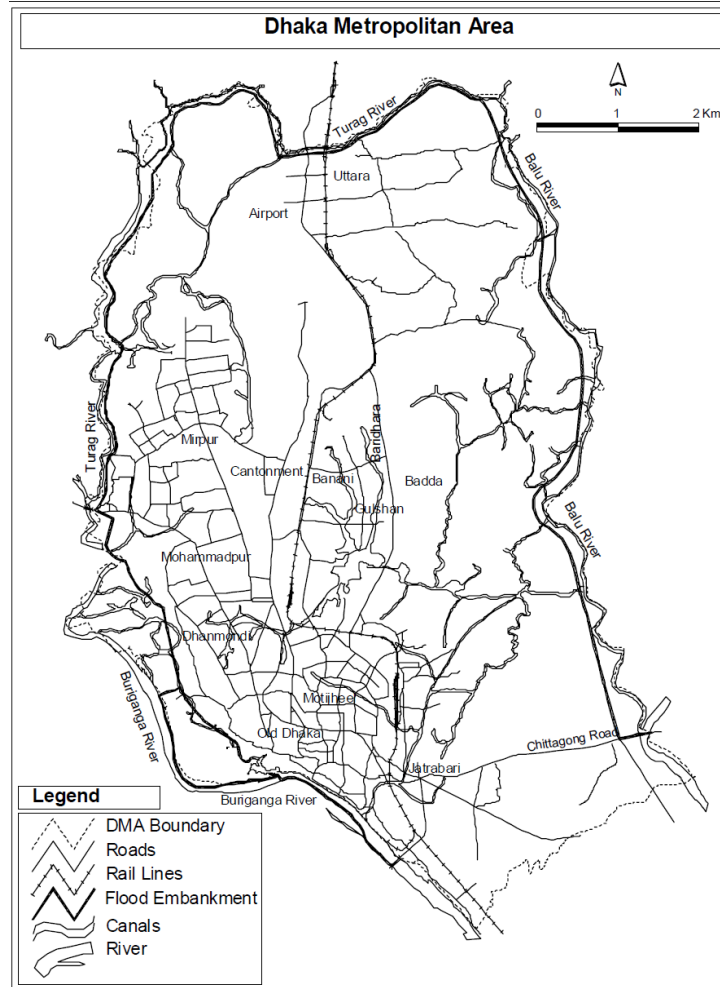 Dhaka Metropolitan Area
N
0 1 2 Km
Turag River
Uttara
Balu River
Airport
Turag River
Mirpur
Baridhara
Cantonment
Banani
Badda
Gulshan
Balu River
Mohammadpur
Dhanmondi
Motijheel
Buriganga River
Old Dhaka
Chittagong Road
Jatrabari
Buriganga River
Legend
DMA Boundary
Roads
Rail Lines
Flood Embankment
Canals
River